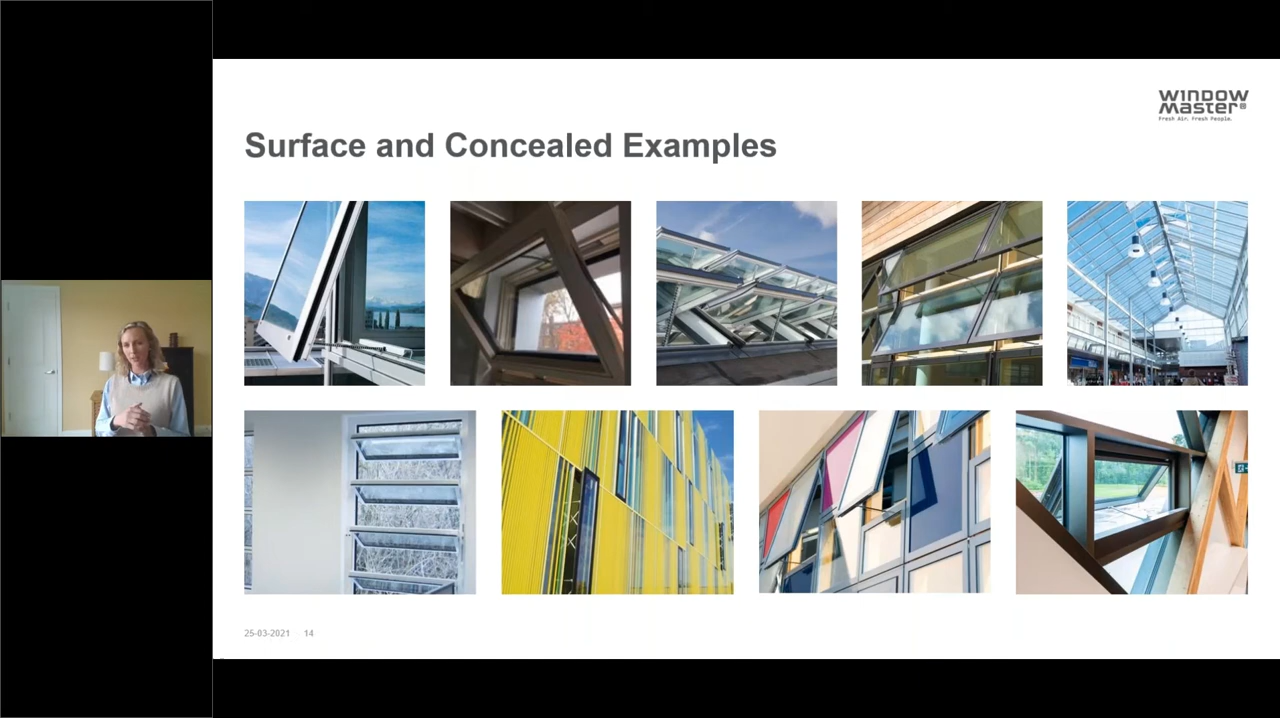 WINDOW
Master®
Fresh Air. Fresh People.
Surface and Concealed Examples
25-03-2021 14